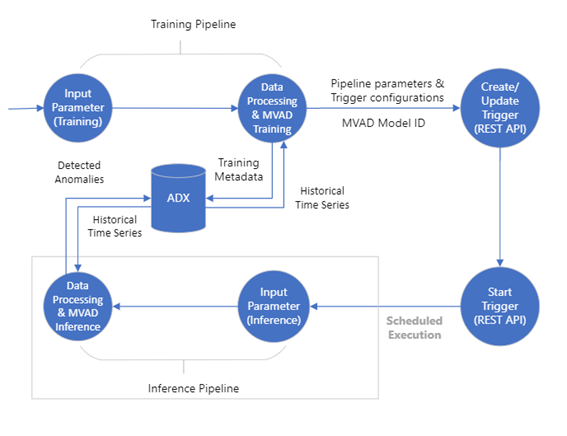 Training Pipeline
Input
Parameter
(Training)
Data
Processing
& MVAD
Training
Pipeline parameters &
Trigger configurations
MVAD Model ID
Create/
Update
Trigger
(REST API)
Detected
Anomalies
Training
Metadata
ADX
Historical
Time Series
Historical
Time Series
Data
Processing
& MVAD
Inference
Input
Parameter
(Inference)
Start
Trigger
(REST API)
Scheduled
Execution
Inference Pipeline